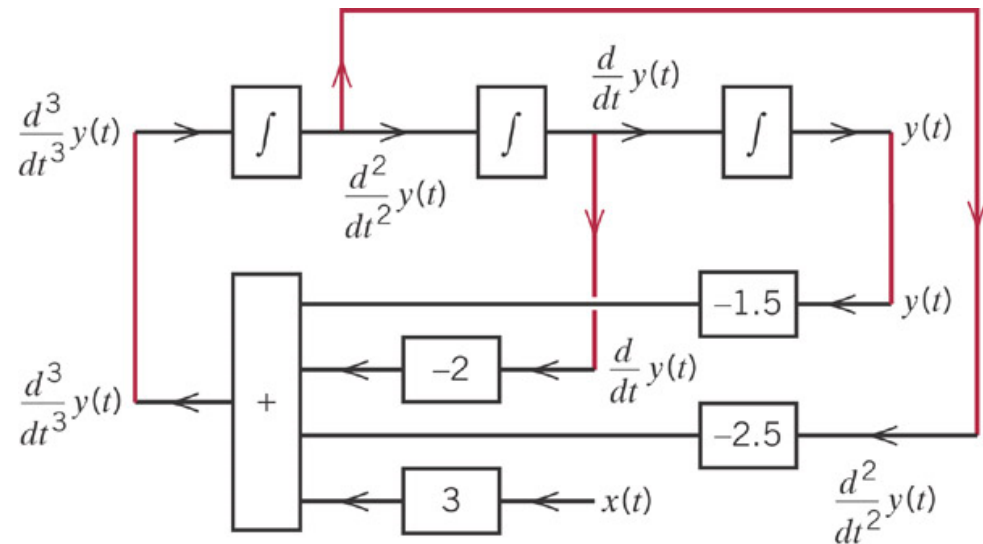 d/dt y(t)
d³/dt³ y(t) ∫ ∫ ∫ y(t)
d²/dt² y(t)
–1.5 y(t)
–2 d/dt y(t)
d³/dt³ y(t) +
–2.5
3 x(t) d²/dt² y(t)